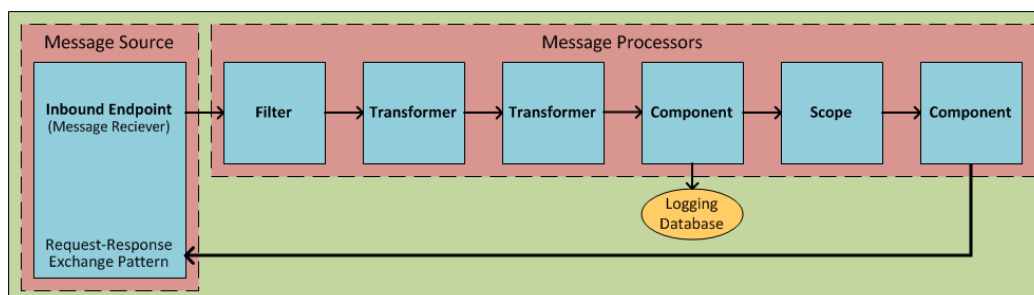 Message Source
Message Processors
Inbound Endpoint
(Message Reciever)
Filter
Transformer
Transformer
Component
Scope
Component
Logging
Database
Request-Response
Exchange Pattern